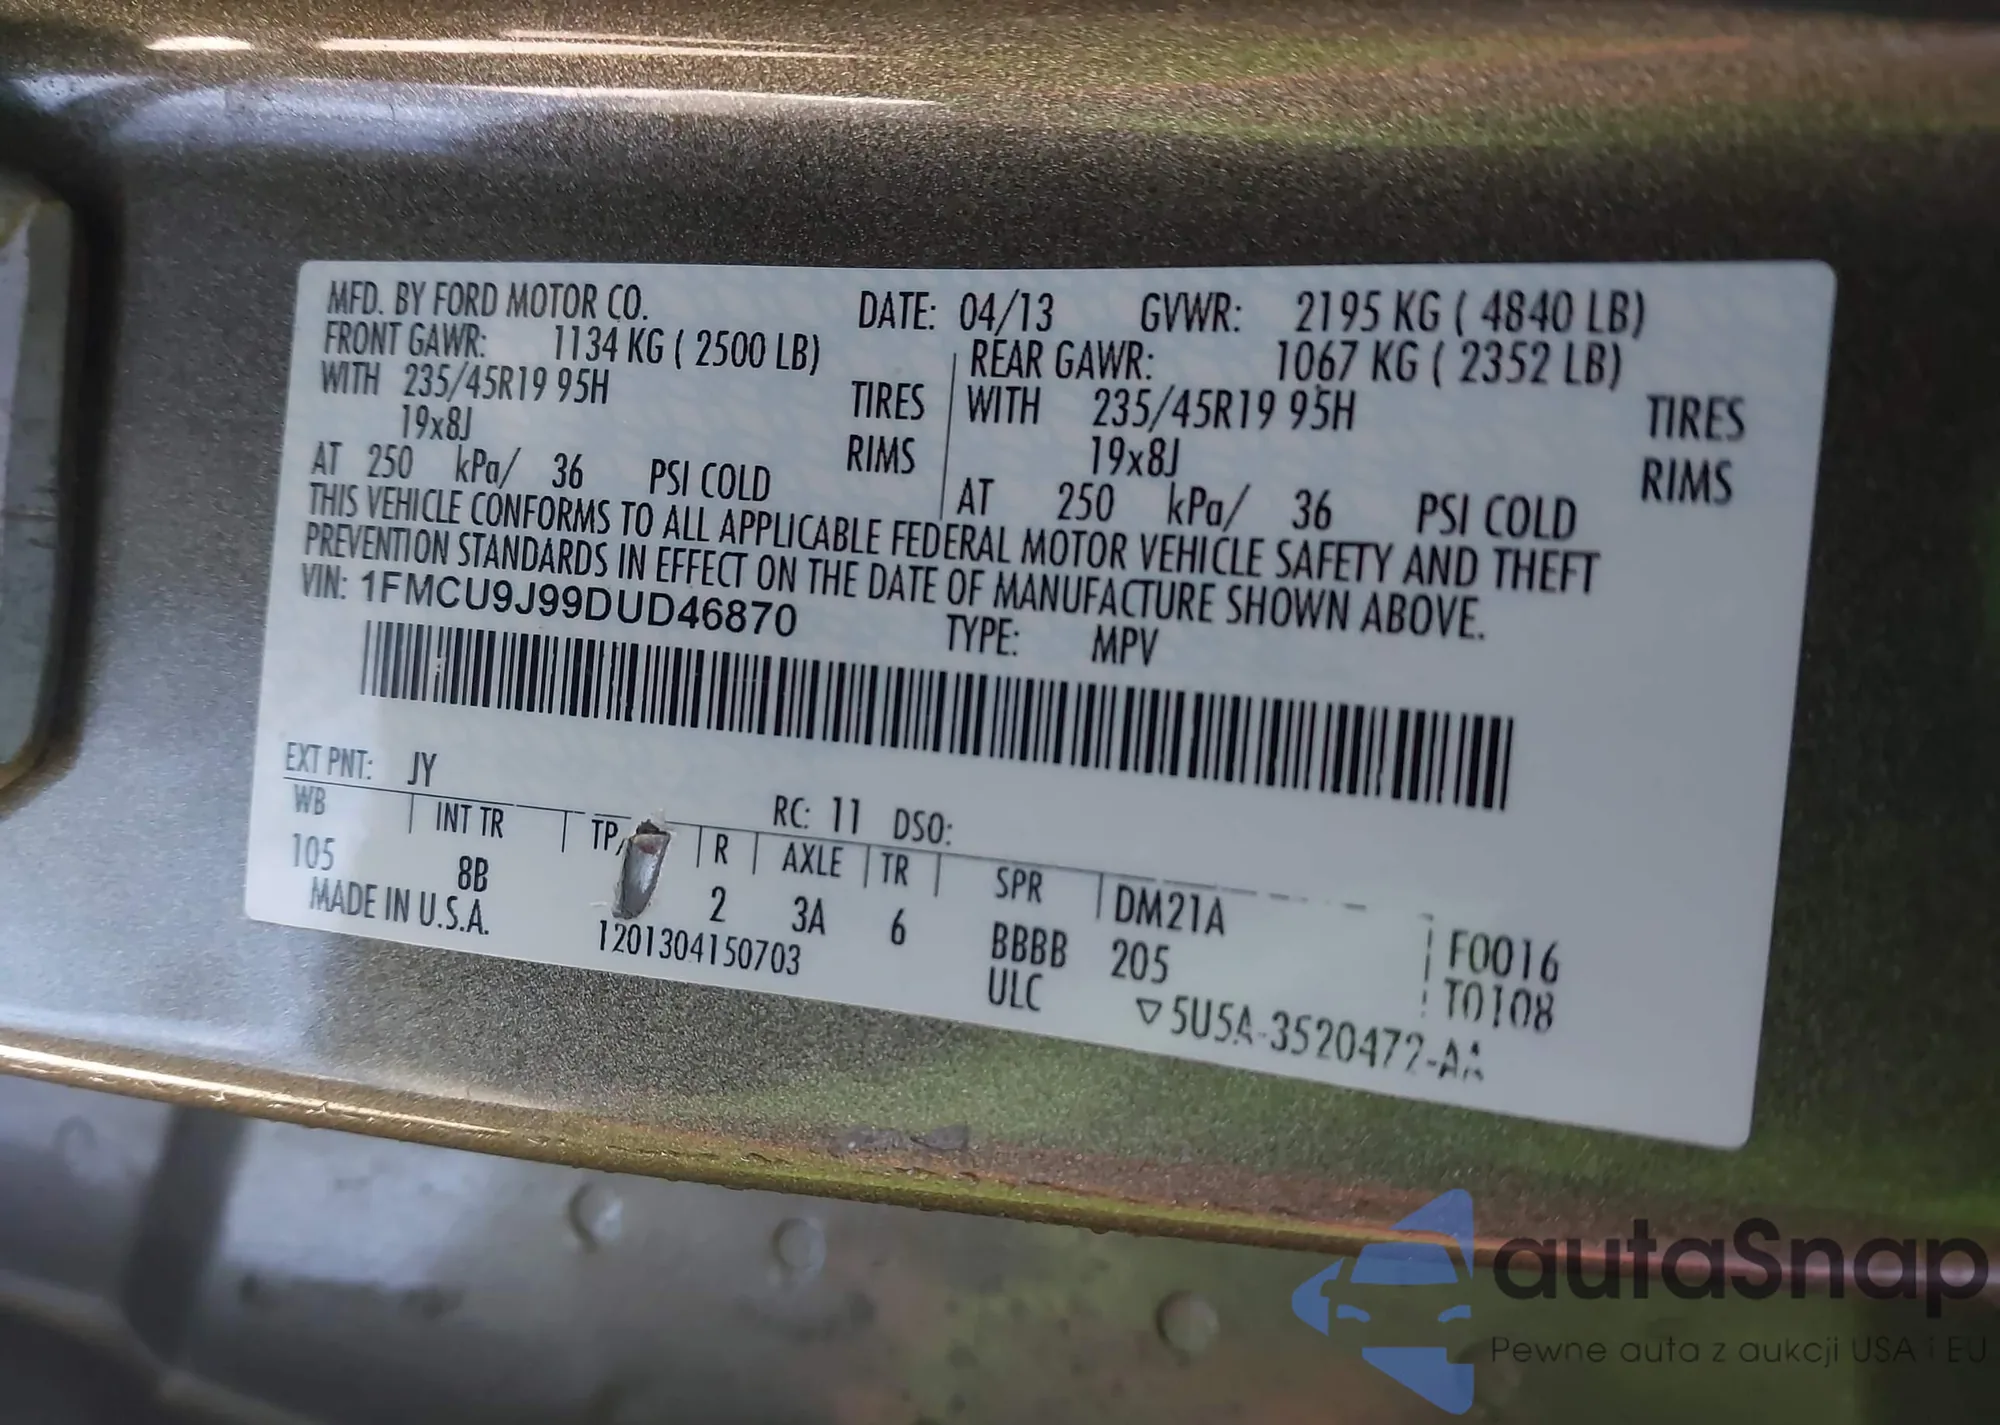 MFD. BY FORD MOTOR CO. DATE: 04/13 GVWR: 2195 KG ( 4840 LB)
FRONT GAWR: 1134 KG ( 2500 LB) REAR GAWR: 1067 KG ( 2352 LB)
WITH 235/45R19 95H TIRES WITH 235/45R19 95H TIRES
19x8J RIMS 19x8J RIMS
AT 250 kPa/ 36 PSI COLD AT 250 kPa/ 36 PSI COLD
THIS VEHICLE CONFORMS TO ALL APPLICABLE FEDERAL MOTOR VEHICLE SAFETY AND THEFT
PREVENTION STANDARDS IN EFFECT ON THE DATE OF MANUFACTURE SHOWN ABOVE.
VIN: 1FMCU9J99DUD46870 TYPE: MPV
EXT PNT: JY RC: 11 DSO:
WB INT TR TP R AXLE TR SPR DM21A
105 8B 2 3A 6 BBBB 205 F0016
MADE IN U.S.A. 1201304150703 ULC T0108
▽5U5A-3520472-AA
autaSnap
Pewne auta z aukcji USA i EU